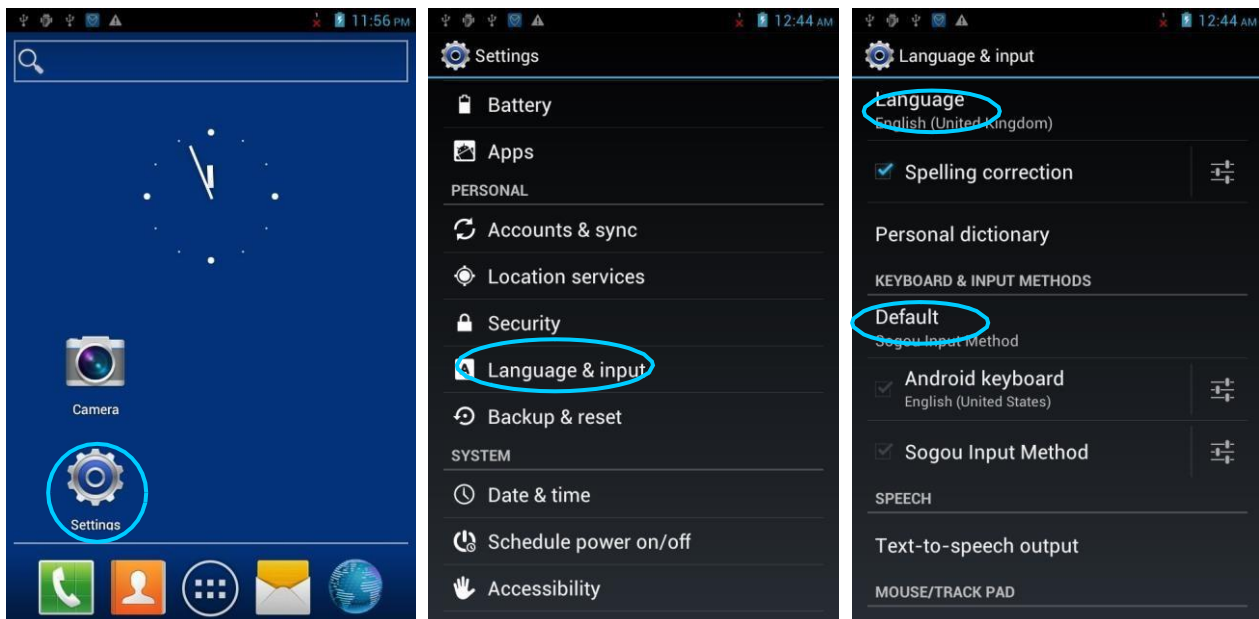 11:56 PM
Camera
Settings
12:44 AM
Settings
Battery
Apps
PERSONAL
Accounts & sync
Location services
Security
A Language & input
Backup & reset
SYSTEM
Date & time
Schedule power on/off
Accessibility
12:44 AM
Language & input
Language
English (United Kingdom)
Spelling correction
Personal dictionary
KEYBOARD & INPUT METHODS
Default
Sogou Input Method
Android keyboard
English (United States)
Sogou Input Method
SPEECH
Text-to-speech output
MOUSE/TRACK PAD